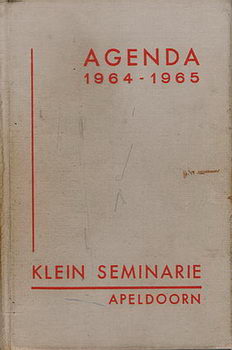 AGENDA
1964-1965
KLEIN SEMINARIE
APELDOORN